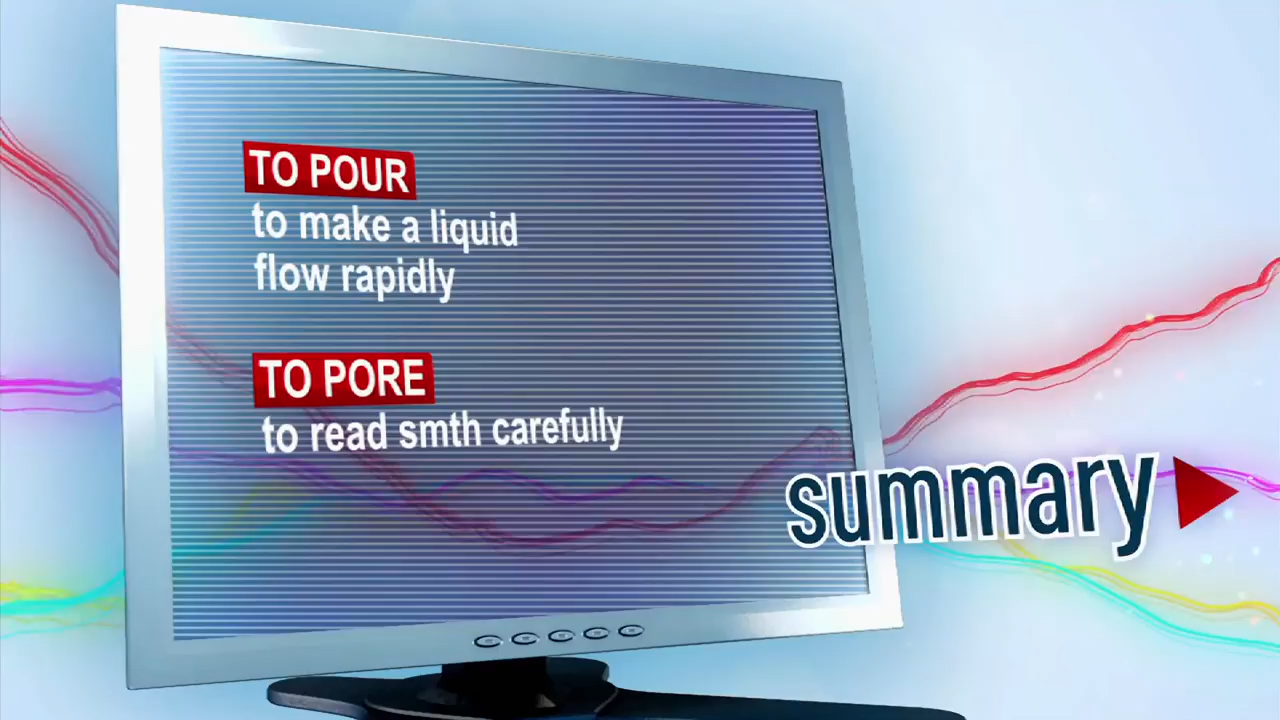 TO POUR
to make a liquid
flow rapidly
TO PORE
to read smth carefully
summary